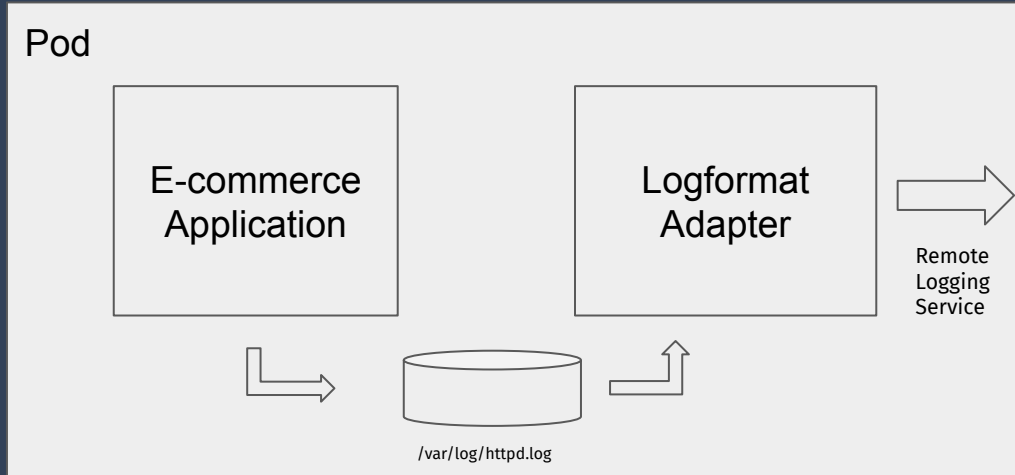 Pod
E-commerce
Application
Logformat
Adapter
Remote
Logging
Service
/var/log/httpd.log